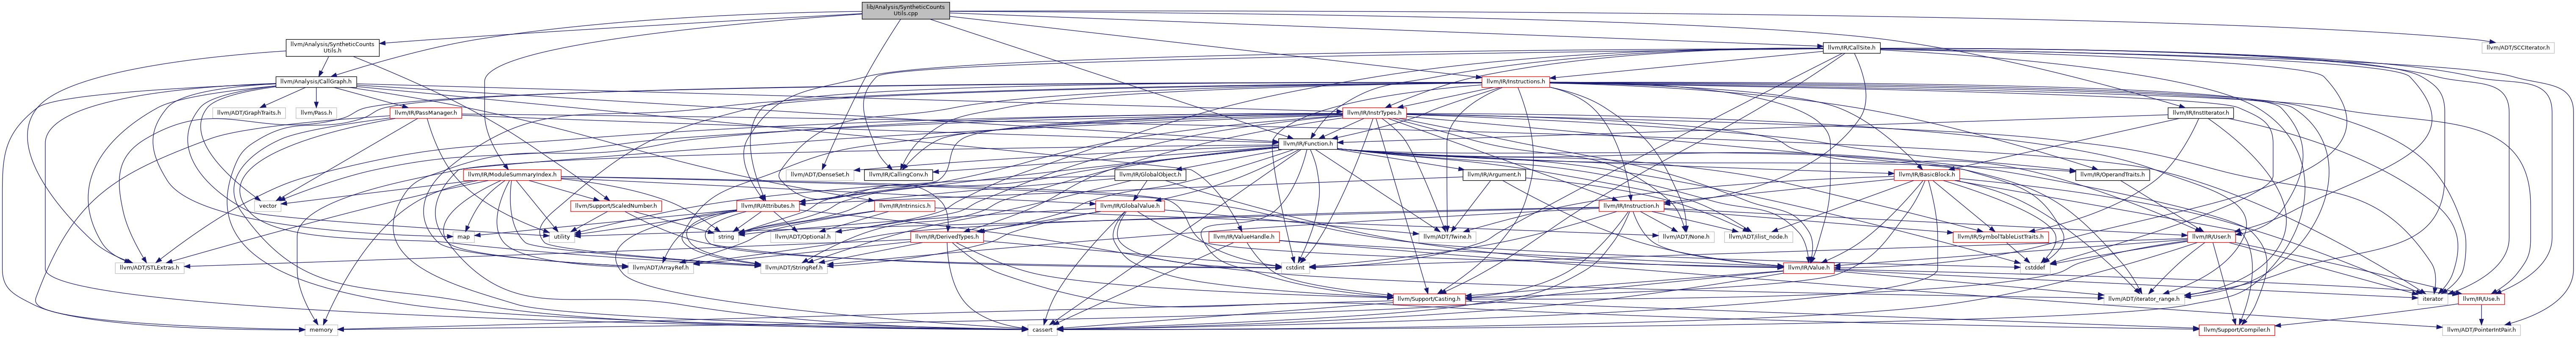 lib/Analysis/SyntheticCounts
Utils.cpp
llvm/Analysis/SyntheticCounts
Utils.h
llvm/IR/CallSite.h
llvm/ADT/SCCIterator.h
llvm/Analysis/CallGraph.h
llvm/IR/Instructions.h
llvm/ADT/GraphTraits.h
llvm/Pass.h
llvm/IR/PassManager.h
llvm/IR/InstrTypes.h
llvm/IR/InstIterator.h
llvm/IR/Function.h
llvm/IR/ModuleSummaryIndex.h
llvm/ADT/DenseSet.h
llvm/IR/CallingConv.h
llvm/IR/GlobalObject.h
llvm/IR/Argument.h
llvm/IR/BasicBlock.h
llvm/IR/OperandTraits.h
vector
llvm/Support/ScaledNumber.h
llvm/IR/Attributes.h
llvm/IR/Intrinsics.h
llvm/IR/GlobalValue.h
llvm/IR/Instruction.h
map
utility
string
llvm/ADT/Optional.h
llvm/IR/DerivedTypes.h
llvm/IR/ValueHandle.h
llvm/ADT/Twine.h
llvm/ADT/None.h
llvm/ADT/ilist_node.h
llvm/IR/SymbolTableListTraits.h
llvm/IR/User.h
llvm/ADT/STLExtras.h
llvm/ADT/ArrayRef.h
llvm/ADT/StringRef.h
cstdint
llvm/IR/Value.h
cstddef
llvm/Support/Casting.h
llvm/ADT/iterator_range.h
iterator
llvm/IR/Use.h
memory
cassert
llvm/Support/Compiler.h
llvm/ADT/PointerIntPair.h